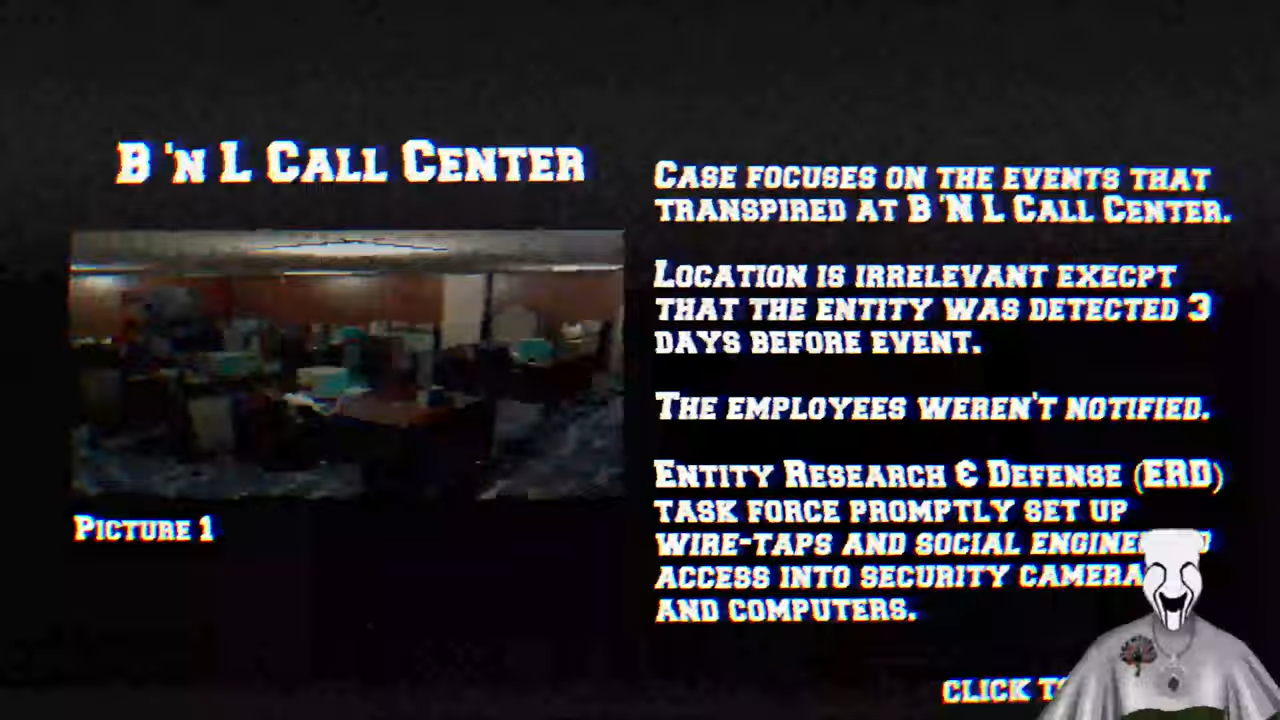 B 'n L Call Center
Picture 1
Case focuses on the events that
transpired at B 'n L Call Center.
Location is irrelevant execpt
that the entity was detected 3
days before event.
The employees weren't notified.
Entity Research & Defense (ERD)
task force promptly set up
wire-taps and social
access into security
and computers.
click